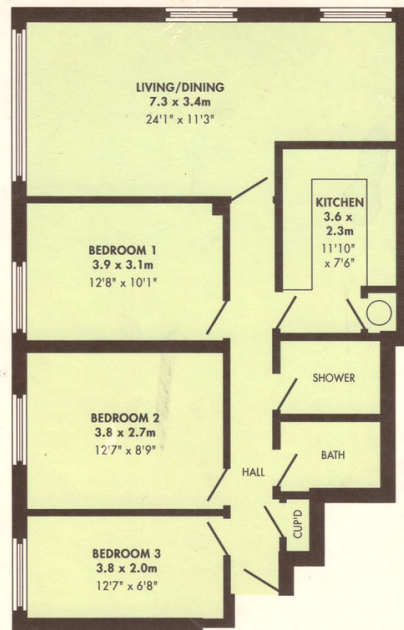 LIVING/DINING
7.3 x 3.4m
24'1" x 11'3"
KITCHEN
3.6 x
2.3m
11'10"
x 7'6"
BEDROOM 1
3.9 x 3.1m
12'8" x 10'1"
SHOWER
BEDROOM 2
3.8 x 2.7m
12'7" x 8'9"
BATH
HALL
CUP'D
BEDROOM 3
3.8 x 2.0m
12'7" x 6'8"